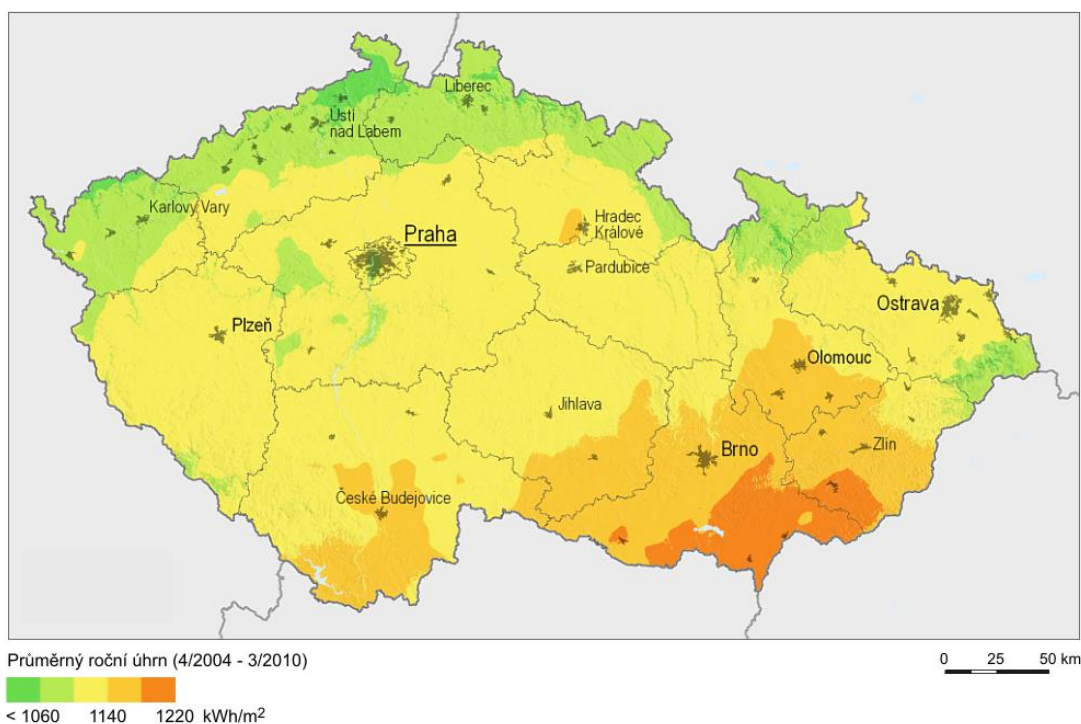 Liberec
Ústí
nad Labem
Karlovy Vary
Praha
Hradec
Králové
Pardubice
Plzeň
Ostrava
Olomouc
Jihlava
Brno
Zlín
České Budejovice
Průměrný roční úhrn (4/2004 - 3/2010)
0 25 50 km
< 1060 1140 1220 kWh/m2